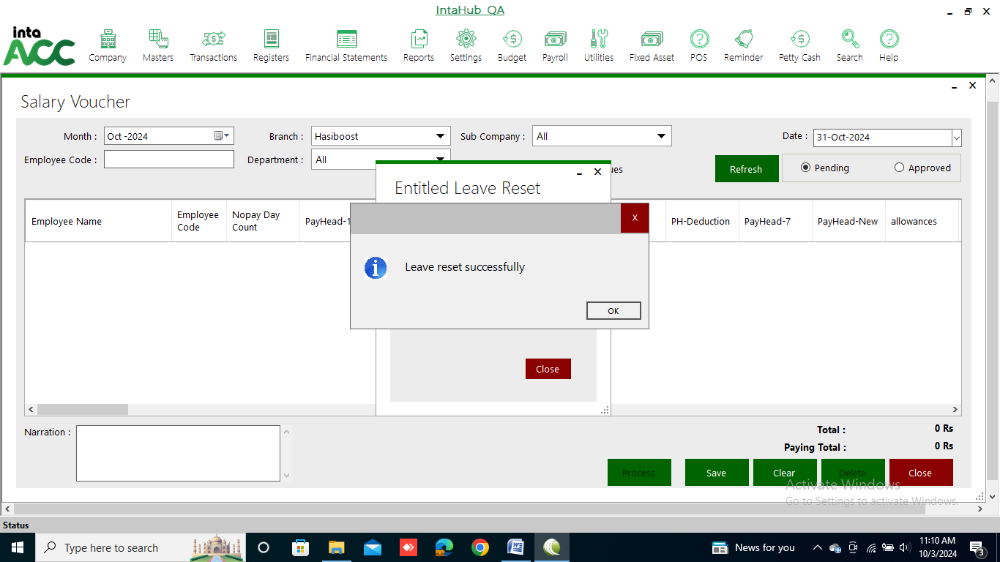 IntaHub_QA
inta
ACC
Company Masters Transactions Registers Financial Statements Reports Settings Budget Payroll Utilities Fixed Asset POS Reminder Petty Cash Search Help
Salary Voucher
Month : Oct -2024 Branch : Hasiboost Sub Company : All Date : 31-Oct-2024
Employee Code : Department : All ues Refresh Pending Approved
Entitled Leave Reset
Employee Name Employee Code Nopay Day Count PayHead-1 PH-Deduction PayHead-7 PayHead-New allowances
X
Leave reset successfully
OK
Close
Narration : Total : 0 Rs
Paying Total : 0 Rs
Process Save Clear Delete Close
Activate Windows
Go to Settings to activate Windows.
Status
Type here to search News for you 11:10 AM
10/3/2024 3